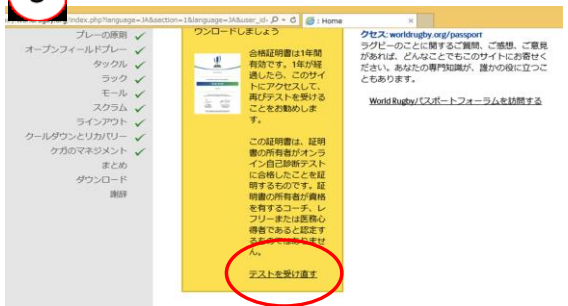 index.php?language=JA&section=1&language=JA&user_id-
Home
プレーの原則
オープンフィールドプレー
タックル
ラック
モール
スクラム
ラインアウト
クールダウンとリカバリー
ケガのマネジメント
まとめ
ダウンロード
謝辞
ウンロードしましょう
合格証明書は1年間
有効です。1年が経
過したら、このサイ
トにアクセスして、
再びテストを受ける
ことをお勧めしま
す。
この証明書は、証明
書の所有者がオンラ
イン自己診断テスト
に合格したことを証
明するものです。証
明書の所有者が資格
を有するコーチ、レ
フリーまたは医務心
得者であると認定す
るものではありませ
ん。
テストを受け直す
クセス: worldrugby.org/passport
ラグビーのことに関するご質問、ご感想、ご意見
があれば、どんなことでもこのサイトにお寄せく
ださい。あなたの専門知識が、誰かの役に立つこ
ともあります。
World Rugbyパスポートフォーラムを訪問する